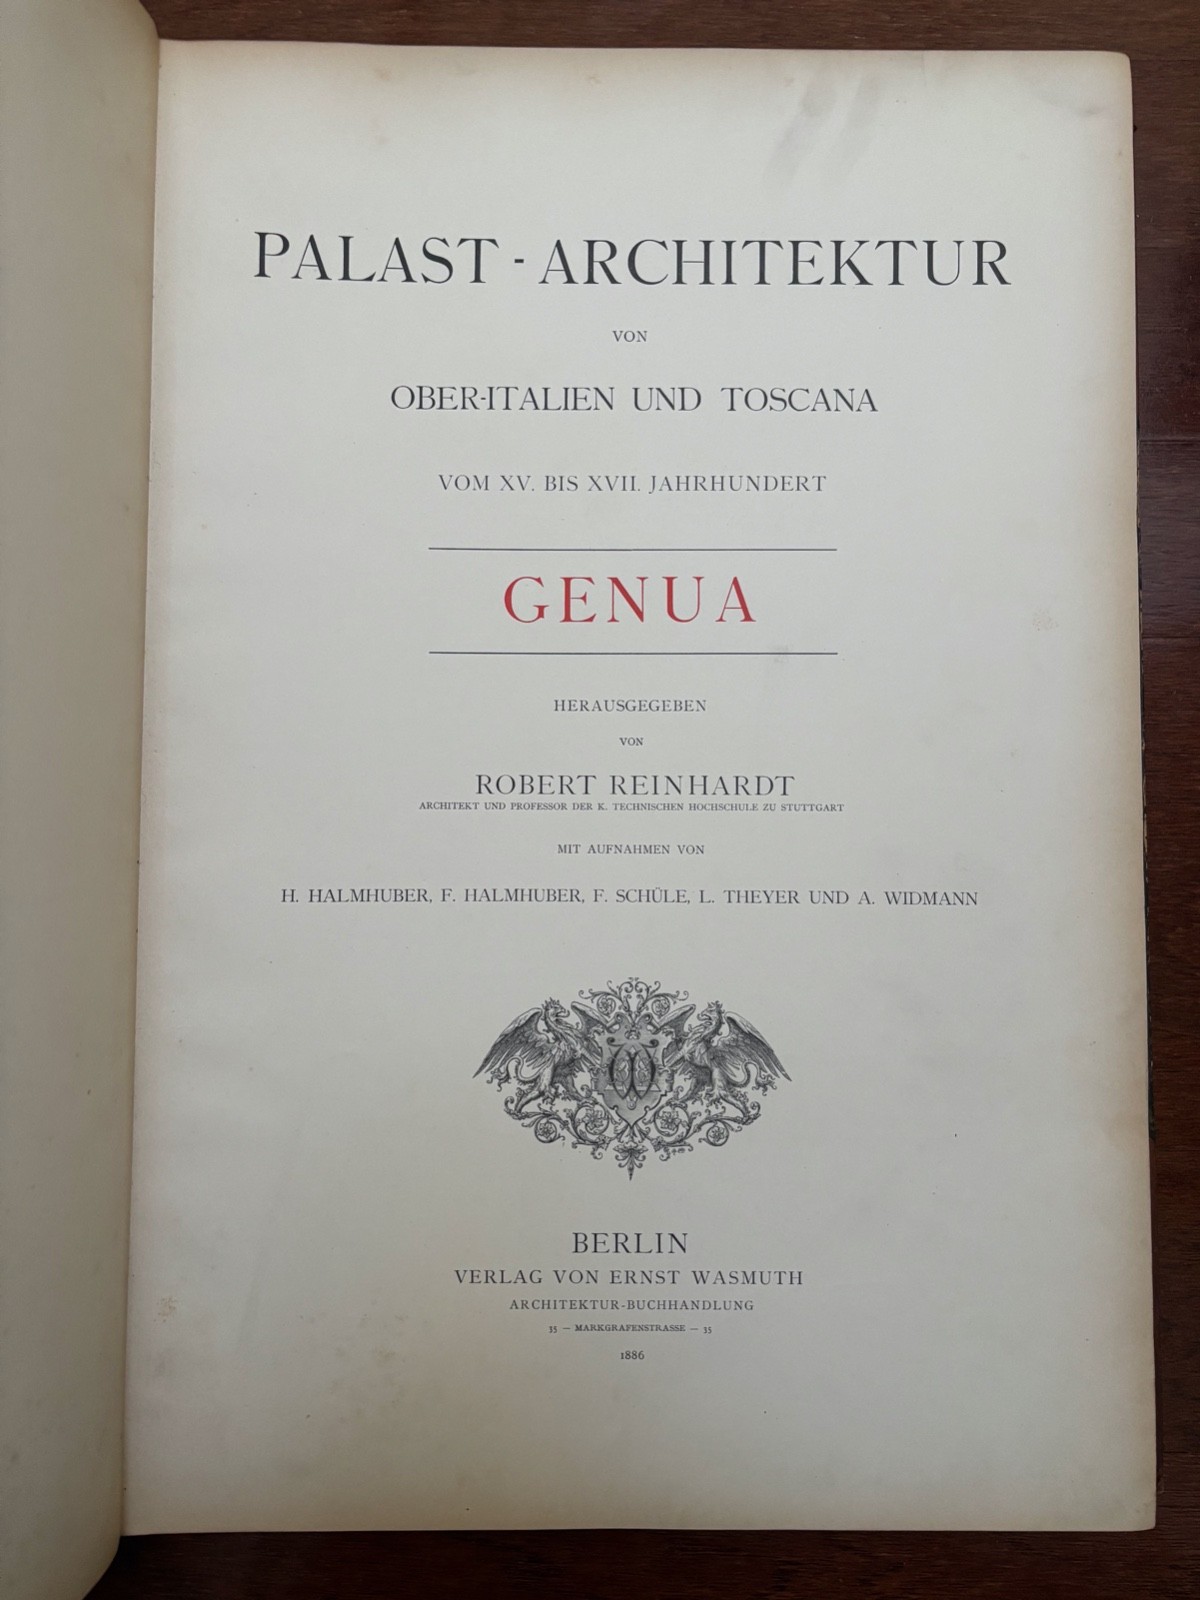 PALAST - ARCHITEKTUR
VON
OBER-ITALIEN UND TOSCANA
VOM XV. BIS XVII. JAHRHUNDERT
GENUA
HERAUSGEGEBEN
VON
ROBERT REINHARDT
ARCHITEKT UND PROFESSOR DER K. TECHNISCHEN HOCHSCHULE ZU STUTTGART
MIT AUFNAHMEN VON
H. HALMHUBER, F. HALMHUBER, F. SCHÜLE, L. THEYER UND A. WIDMANN
BERLIN
VERLAG VON ERNST WASMUTH
ARCHITEKTUR-BUCHHANDLUNG
35 — MARKGRAFENSTRASSE — 35
1886